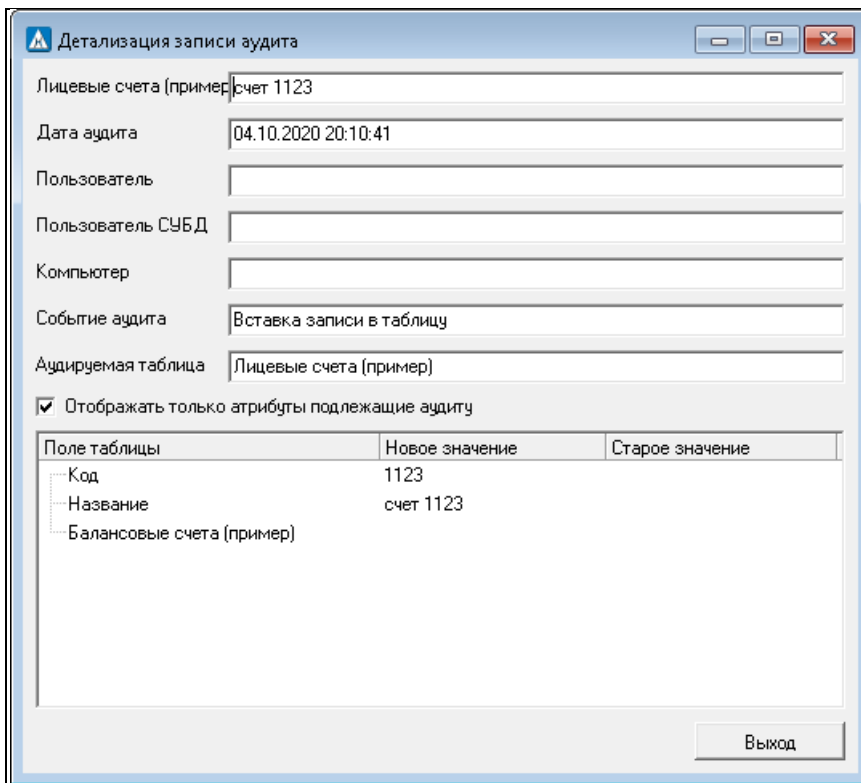 Детализация записи аудита
Лицевые счета (пример счет 1123
Дата аудита 04.10.2020 20:10:41
Пользователь
Пользователь СУБД
Компьютер
Событие аудита Вставка записи в таблицу
Аудируемая таблица Лицевые счета (пример)
Отображать только атрибуты подлежащие аудиту
Поле таблицы Новое значение Старое значение
Код 1123
Название счет 1123
Балансовые счета (пример)
Выход